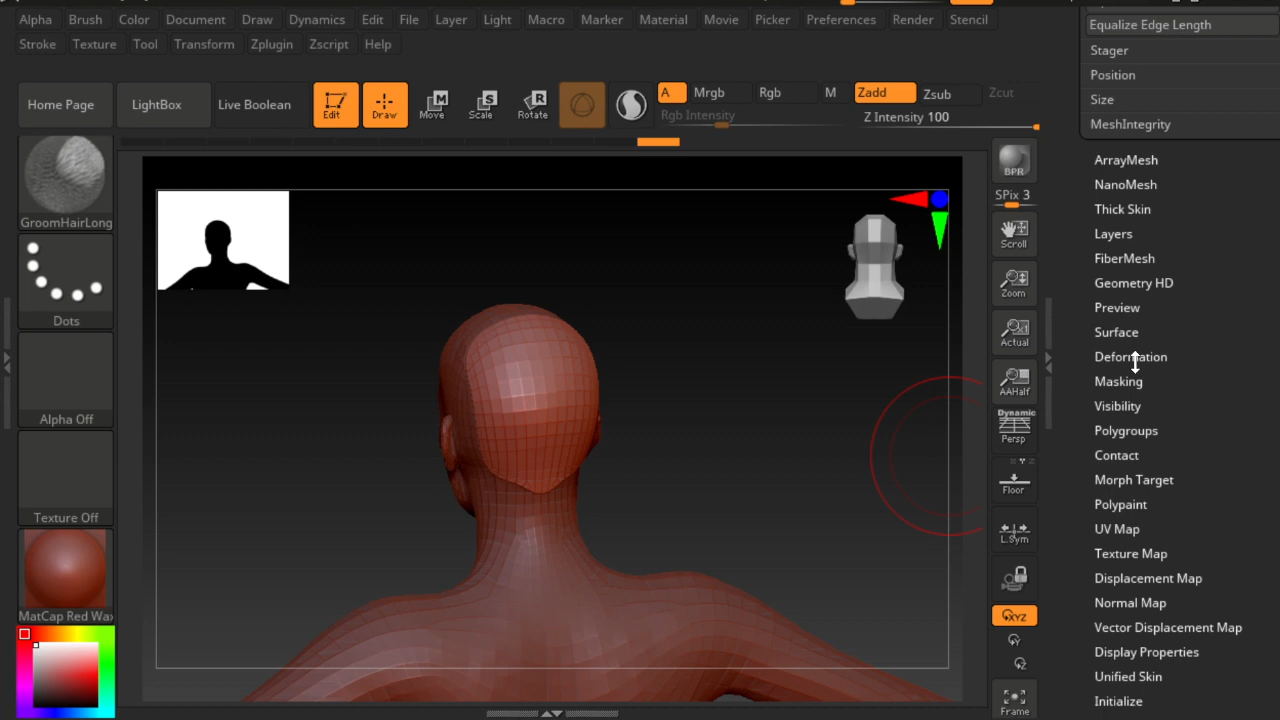 Alpha Brush Color Document Draw Dynamics Edit File Layer Light Macro Marker Material Movie Picker Preferences Render Stencil
Stroke Texture Tool Transform Zplugin Zscript Help
Home Page
LightBox
Live Boolean
Edit
Draw
M
Move
S
Scale
R
Rotate
A
Mrgb
Rgb
M
Zadd
Zsub
Zcut
Rgb Intensity
Z Intensity 100
GroomHairLong
Dots
Alpha Off
Texture Off
MatCap Red Wax
BPR
SPix 3
Scroll
Zoom
Actual
AAHalf
Dynamic
Persp
Floor
L.Sym
XYZ
Y
Z
Frame
Equalize Edge Length
Stager
Position
Size
MeshIntegrity
ArrayMesh
NanoMesh
Thick Skin
Layers
FiberMesh
Geometry HD
Preview
Surface
Deformation
Masking
Visibility
Polygroups
Contact
Morph Target
Polypaint
UV Map
Texture Map
Displacement Map
Normal Map
Vector Displacement Map
Display Properties
Unified Skin
Initialize